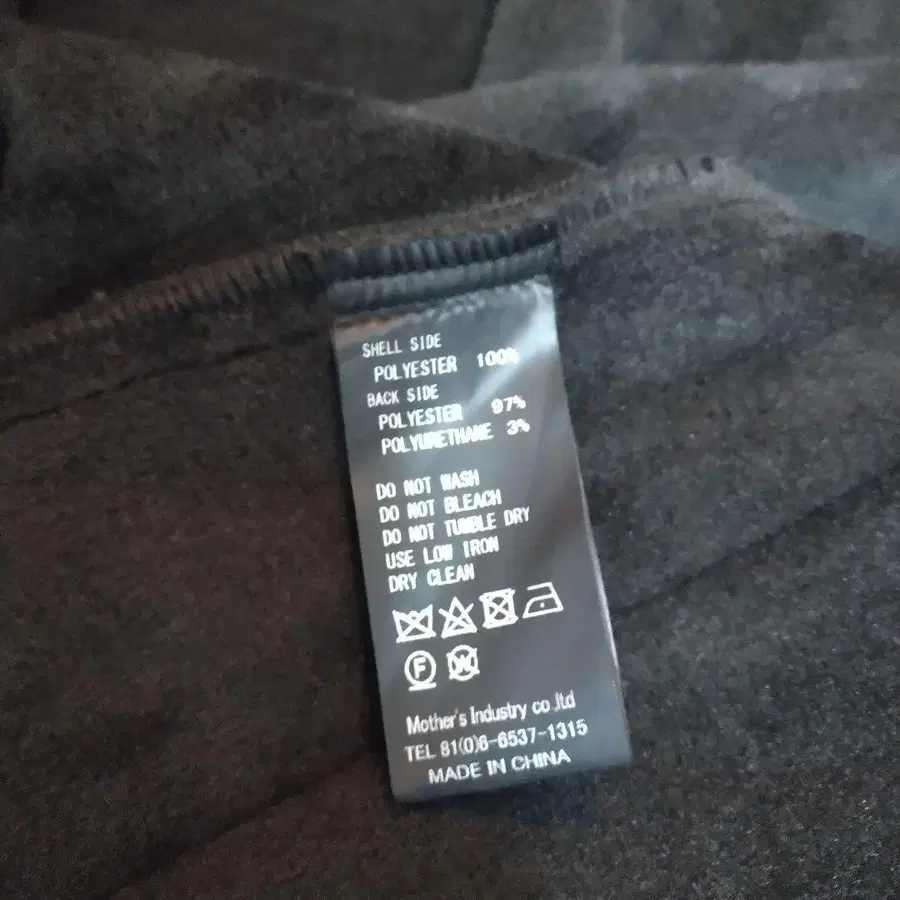 SHELL SIDE
POLYESTER 100%
BACK SIDE
POLYESTER 97%
POLYURETHANE 3%
DO NOT WASH
DO NOT BLEACH
DO NOT TUMBLE DRY
USE LOW IRON
DRY CLEAN
F W
Mother's Industry co.,ltd
TEL 81(0)6-6537-1315
MADE IN CHINA